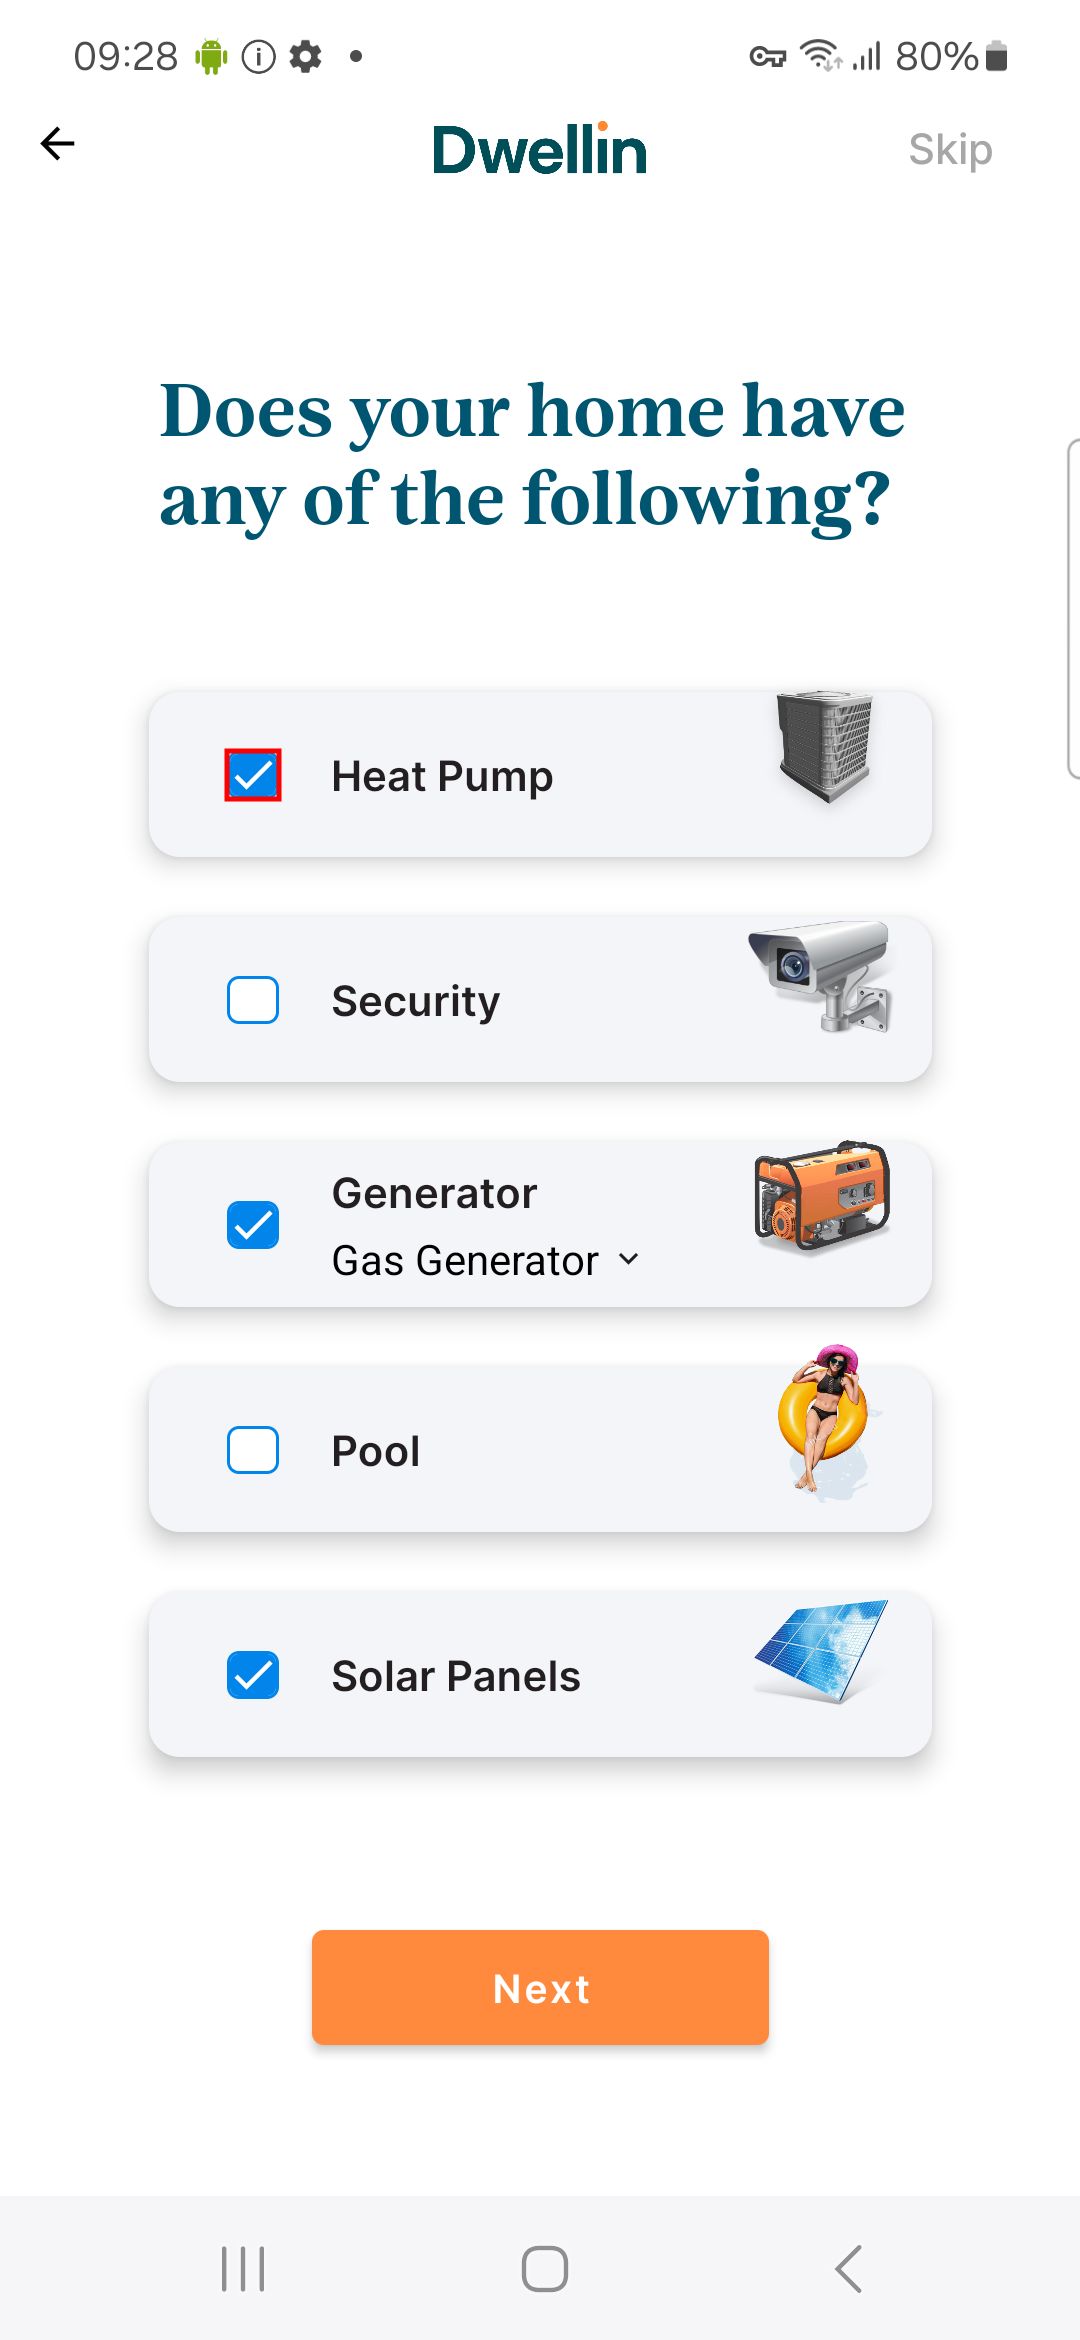 09:28
80%
Dwellin
Skip
Does your home have
any of the following?
Heat Pump
Security
Generator
Gas Generator
Pool
Solar Panels
Next